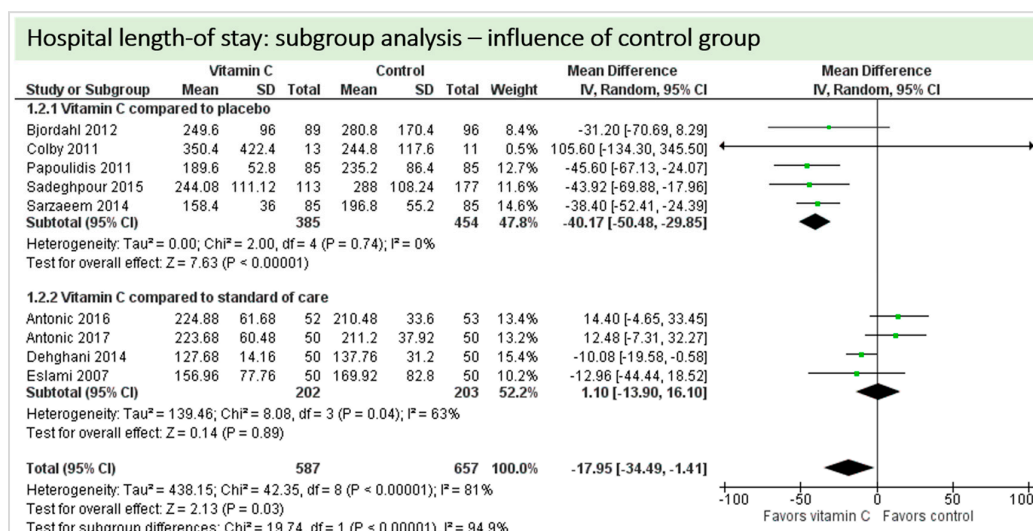 Hospital length-of stay: subgroup analysis – influence of control group
Vitamin C Control Mean Difference Mean Difference
Study or Subgroup Mean SD Total Mean SD Total Weight IV, Random, 95% CI IV, Random, 95% CI
1.2.1 Vitamin C compared to placebo
Bjordahl 2012 249.6 96 89 280.8 170.4 96 8.4% -31.20 [-70.69, 8.29]
Colby 2011 350.4 422.4 13 244.8 117.6 11 0.5% 105.60 [-134.30, 345.50]
Papoulidis 2011 189.6 52.8 85 235.2 86.4 85 12.7% -45.60 [-67.13, -24.07]
Sadeghpour 2015 244.08 111.12 113 288 108.24 177 11.6% -43.92 [-69.88, -17.96]
Sarzaeem 2014 158.4 36 85 196.8 55.2 85 14.5% -38.40 [-52.41, -24.39]
Subtotal (95% CI) 385 454 47.8% -40.17 [-50.48, -29.85]
Heterogeneity: Tau² = 0.00; Chi² = 2.00, df = 4 (P = 0.74); I² = 0%
Test for overall effect: Z = 7.63 (P < 0.00001)
1.2.2 Vitamin C compared to standard of care
Antonic 2016 224.88 61.68 52 210.48 33.6 53 13.4% 14.40 [-4.65, 33.45]
Antonic 2017 223.68 60.48 50 211.2 37.92 50 13.2% 12.48 [-7.31, 32.27]
Dehghani 2014 127.68 14.16 50 137.76 31.2 50 15.4% -10.08 [-19.58, -0.58]
Eslami 2007 156.96 77.76 50 169.92 82.8 50 10.2% -12.96 [-44.44, 18.52]
Subtotal (95% CI) 202 203 52.2% 1.10 [-13.90, 16.10]
Heterogeneity: Tau² = 139.46; Chi² = 8.08, df = 3 (P = 0.04); I² = 63%
Test for overall effect: Z = 0.14 (P = 0.89)
Total (95% CI) 587 657 100.0% -17.95 [-34.49, -1.41]
Heterogeneity: Tau² = 438.15; Chi² = 42.35, df = 8 (P < 0.00001); I² = 81%
Test for overall effect: Z = 2.13 (P = 0.03)
Test for subgroup differences: Chi² = 19.74, df = 1 (P < 0.00001), I² = 94.9%
-100 -50 0 50 100
Favors vitamin C Favors control